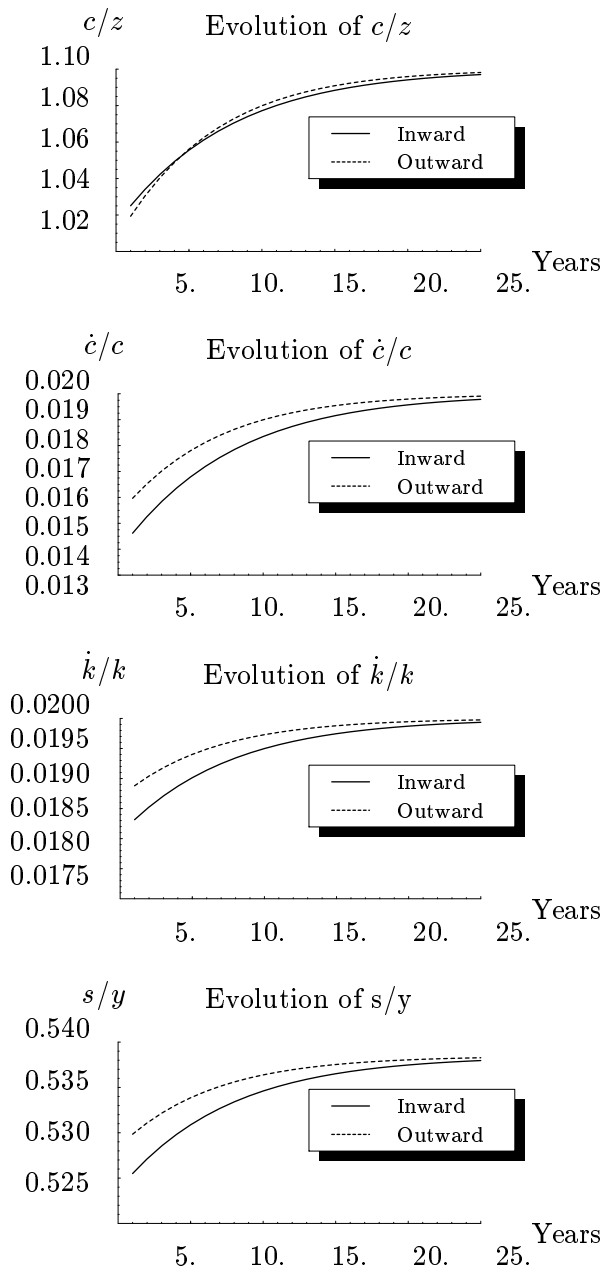 c/z Evolution of c/z
1.10
1.08
1.06
1.04
1.02
Inward
Outward
Years
5. 10. 15. 20. 25.
ċ/c Evolution of ċ/c
0.020
0.019
0.018
0.017
0.016
0.015
0.014
0.013
Inward
Outward
Years
5. 10. 15. 20. 25.
k̇/k Evolution of k̇/k
0.0200
0.0195
0.0190
0.0185
0.0180
0.0175
Inward
Outward
Years
5. 10. 15. 20. 25.
s/y Evolution of s/y
0.540
0.535
0.530
0.525
Inward
Outward
Years
5. 10. 15. 20. 25.